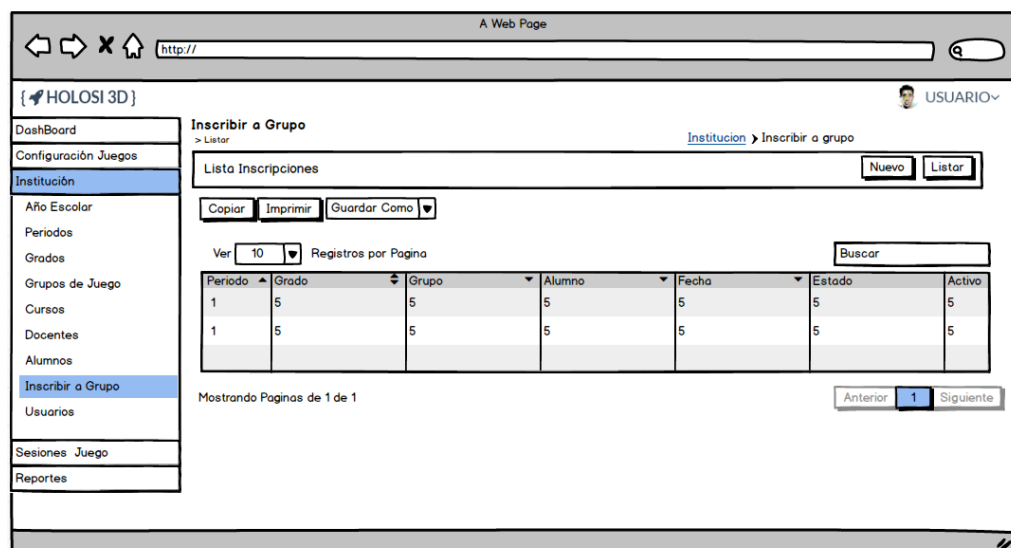 A Web Page
http://
{ HOLOSI 3D }
USUARIO
DashBoard
Configuración Juegos
Institución
Año Escolar
Periodos
Grados
Grupos de Juego
Cursos
Docentes
Alumnos
Inscribir a Grupo
Usuarios
Sesiones Juego
Reportes
Inscribir a Grupo
> Listar
Institucion > Inscribir a grupo
Lista Inscripciones
Nuevo Listar
Copiar Imprimir Guardar Como
Ver 10 Registros por Pagina
Buscar
Periodo Grado Grupo Alumno Fecha Estado Activo
1 5 5 5 5 5 5
1 5 5 5 5 5 5
Mostrando Paginas de 1 de 1
Anterior 1 Siguiente